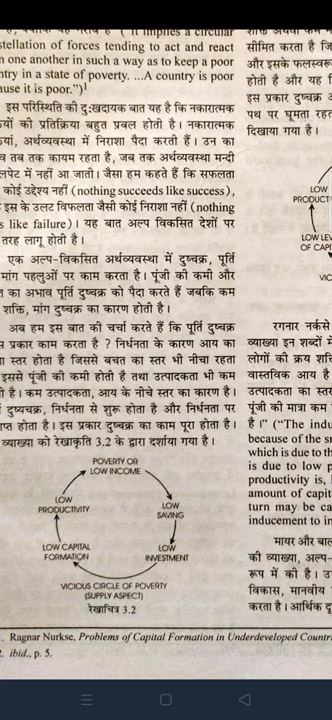 stellation of forces tending to act and react
n one another in such a way as to keep a poor
ntry in a state of poverty. ...A country is poor
ause it is poor.")¹
इस परिस्थिति की दुःखदायक बात यह है कि नकारात्मक
यों की प्रतिक्रिया बहुत प्रबल होती है। नकारात्मक
यां, अर्थव्यवस्था में निराशा पैदा करती हैं। उन का
व तब तक कायम रहता है, जब तक अर्थव्यवस्था मन्दी
लपेट में नहीं आ जाती। जैसा हम कहते हैं कि सफलता
कोई उद्देश्य नहीं (nothing succeeds like success),
इस के उलट विफलता जैसी कोई निराशा नहीं (nothing
s like failure)। यह बात अल्प विकसित देशों पर
तरह लागू होती है।
एक अल्प-विकसित अर्थव्यवस्था में दुष्चक्र, पूर्ति
मांग पहलुओं पर काम करता है। पूंजी की कमी और
त का अभाव पूर्ति दुष्चक्र को पैदा करते हैं जबकि कम
शक्ति, मांग दुष्चक्र का कारण होती है।
अब हम इस बात की चर्चा करते हैं कि पूर्ति दुष्चक्र
स प्रकार काम करता है ? निर्धनता के कारण आय का
ा स्तर होता है जिससे बचत का स्तर भी नीचा रहता
इससे पूंजी की कमी होती है तथा उत्पादकता भी कम
ी है। कम उत्पादकता, आय के नीचे स्तर का कारण है।
दुष्चक्र, निर्धनता से शुरू होता है और निर्धनता पर
प्त होता है। इस प्रकार दुष्चक्र का काम पूरा होता है।
व्याख्या को रेखाकृति 3.2 के द्वारा दर्शाया गया है।
POVERTY OR
LOW INCOME
LOW
SAVING
LOW
INVESTMENT
LOW CAPITAL
FORMATION
LOW
PRODUCTIVITY
VICIOUS CIRCLE OF POVERTY
(SUPPLY ASPECT)
रेखाचित्र 3.2
सीमित करता है जि
और इसके फलस्वरू
होती है और यह
इस प्रकार दुष्चक्र
पथ पर घूमता रहत
दिखाया गया है।
LOW
PRODUCT
LOW LEV
OF CAPI
VIC
रगनार नर्कसे
व्याख्या इन शब्दों में
लोगों की क्रय शक्ति
वास्तविक आय है
उत्पादकता का स्तर
पूंजी की मात्रा कम
है।" ("The indu
because of the sm
which is due to th
is due to low p
productivity is,
amount of capit
turn may be ca
inducement to in
मायर और बाल
की व्याख्या, अल्प-
रूप में की है। उ
विकास, मानवीय
करता है। आर्थिक दृ
. Ragnar Nurkse, Problems of Capital Formation in Underdeveloped Countri
. ibid., p. 5.